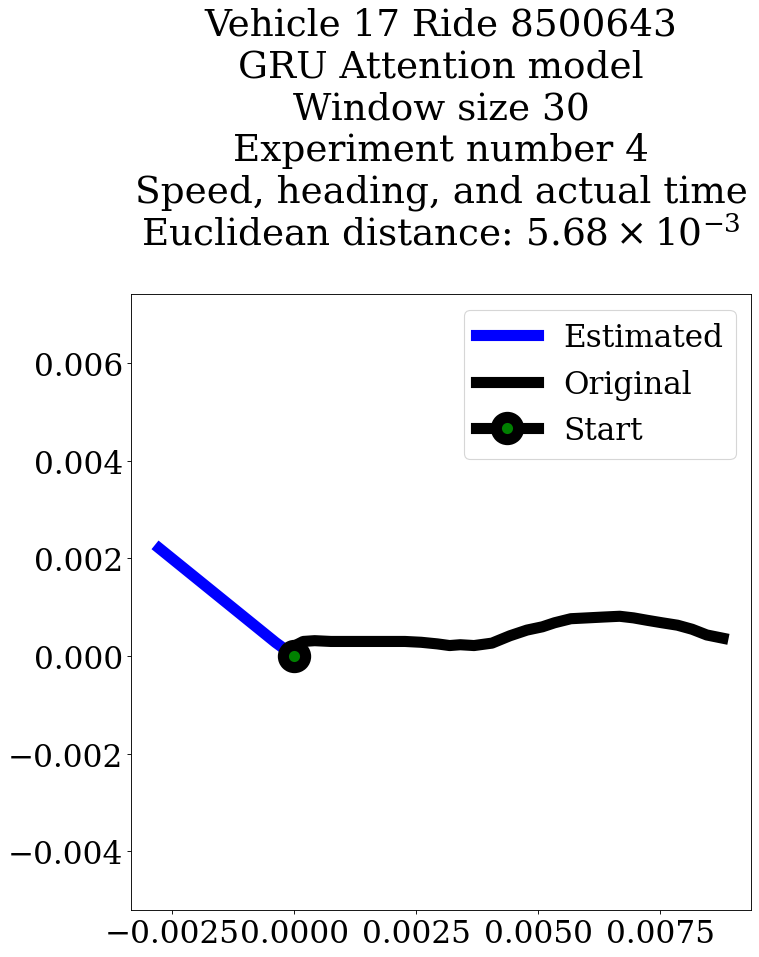 Vehicle 17 Ride 8500643
GRU Attention model
Window size 30
Experiment number 4
Speed, heading, and actual time
Euclidean distance: 5.68 × 10⁻³
Estimated
Original
Start
0.006
0.004
0.002
0.000
−0.002
−0.004
−0.0025 0.0000 0.0025 0.0050 0.0075